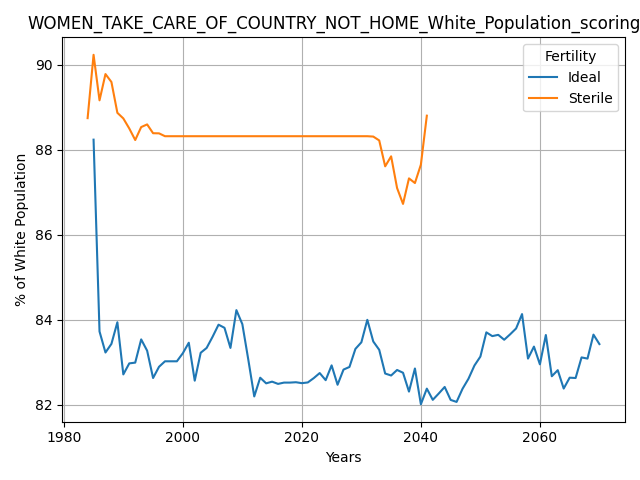 WOMEN_TAKE_CARE_OF_COUNTRY_NOT_HOME_White_Population_scoring
Fertility
Ideal
Sterile
% of White Population
90
88
86
84
82
1980
2000
2020
2040
2060
Years